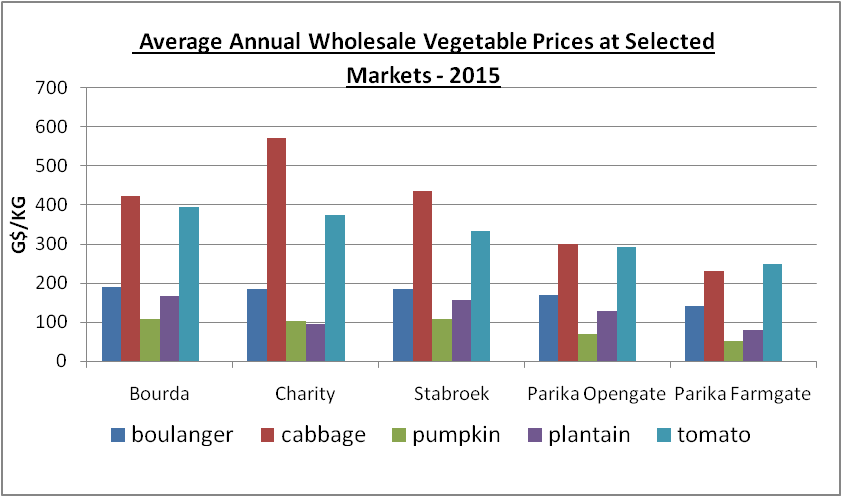 Average Annual Wholesale Vegetable Prices at Selected
Markets - 2015
700
600
500
400
300
200
100
0
G$/KG
Bourda Charity Stabroek Parika Opengate Parika Farmgate
boulanger cabbage pumpkin plantain tomato